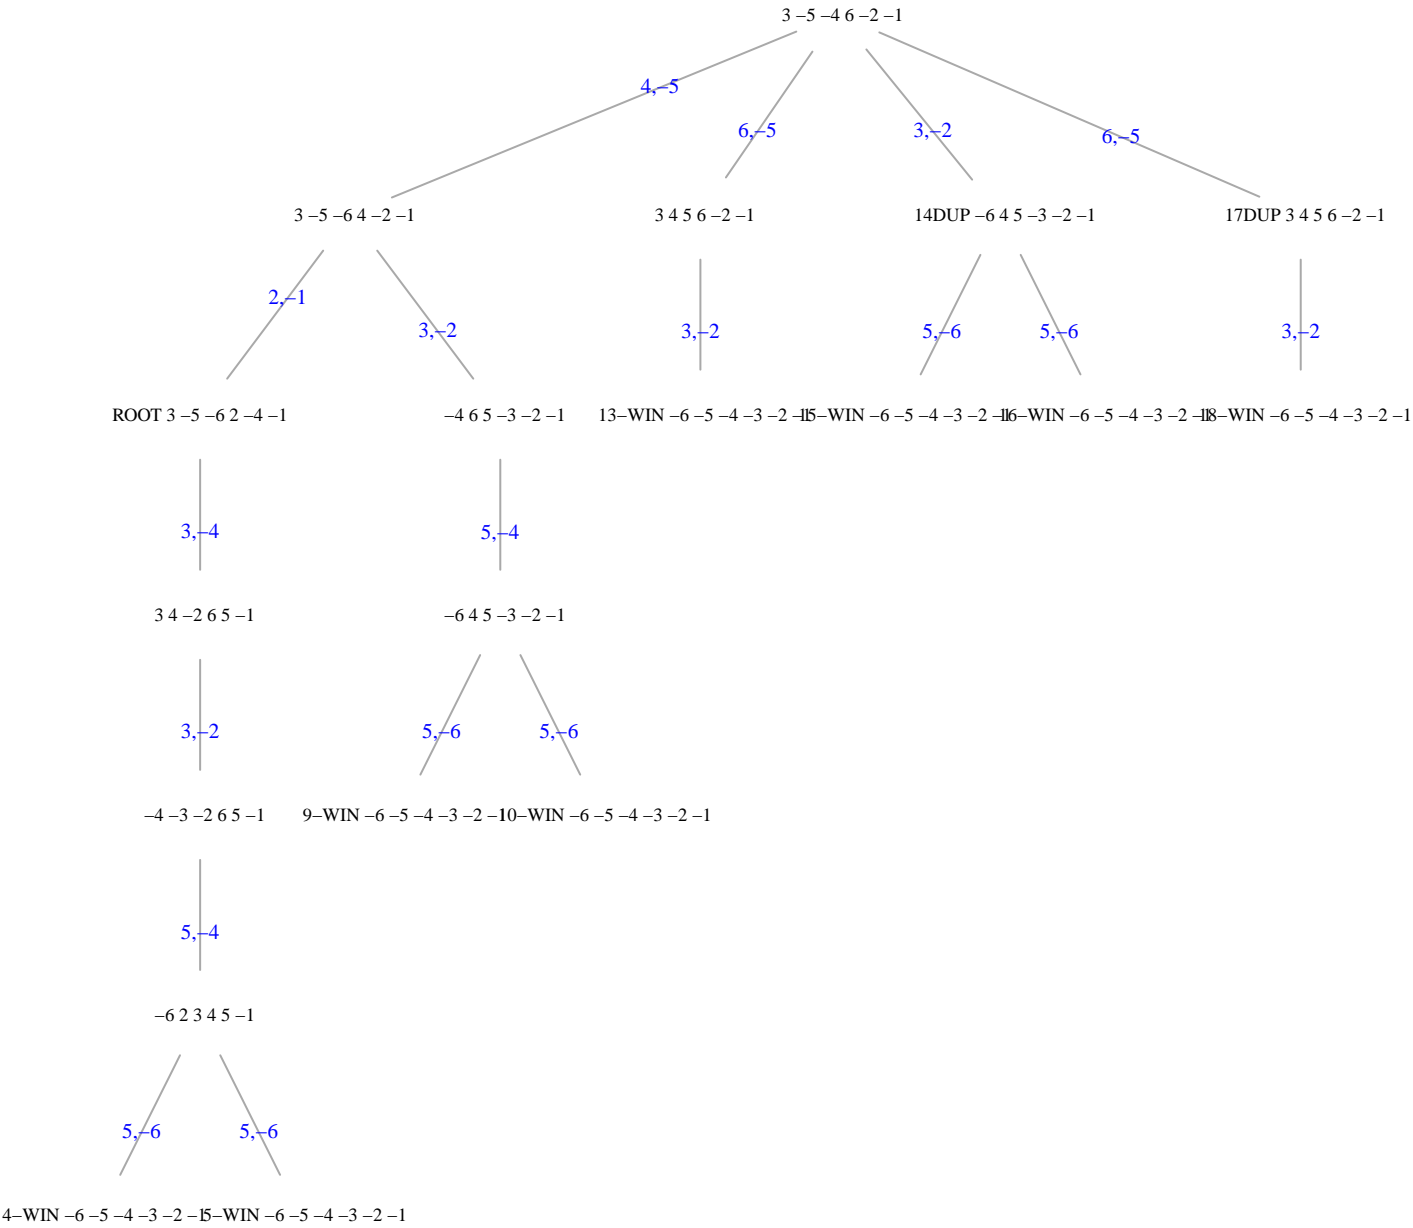 3 –5 –4 6 –2 –1
4,–5
6,–5
3,–2
6,–5
3 –5 –6 4 –2 –1
3 4 5 6 –2 –1
14DUP –6 4 5 –3 –2 –1
17DUP 3 4 5 6 –2 –1
2,–1
3,–2
3,–2
5,–6
5,–6
3,–2
ROOT 3 –5 –6 2 –4 –1
–4 6 5 –3 –2 –1
13–WIN –6 –5 –4 –3 –2 –1
15–WIN –6 –5 –4 –3 –2 –1
16–WIN –6 –5 –4 –3 –2 –1
18–WIN –6 –5 –4 –3 –2 –1
3,–4
5,–4
3 4 –2 6 5 –1
–6 4 5 –3 –2 –1
3,–2
5,–6
5,–6
–4 –3 –2 6 5 –1
9–WIN –6 –5 –4 –3 –2 –1
10–WIN –6 –5 –4 –3 –2 –1
5,–4
–6 2 3 4 5 –1
5,–6
5,–6
4–WIN –6 –5 –4 –3 –2 –1
5–WIN –6 –5 –4 –3 –2 –1